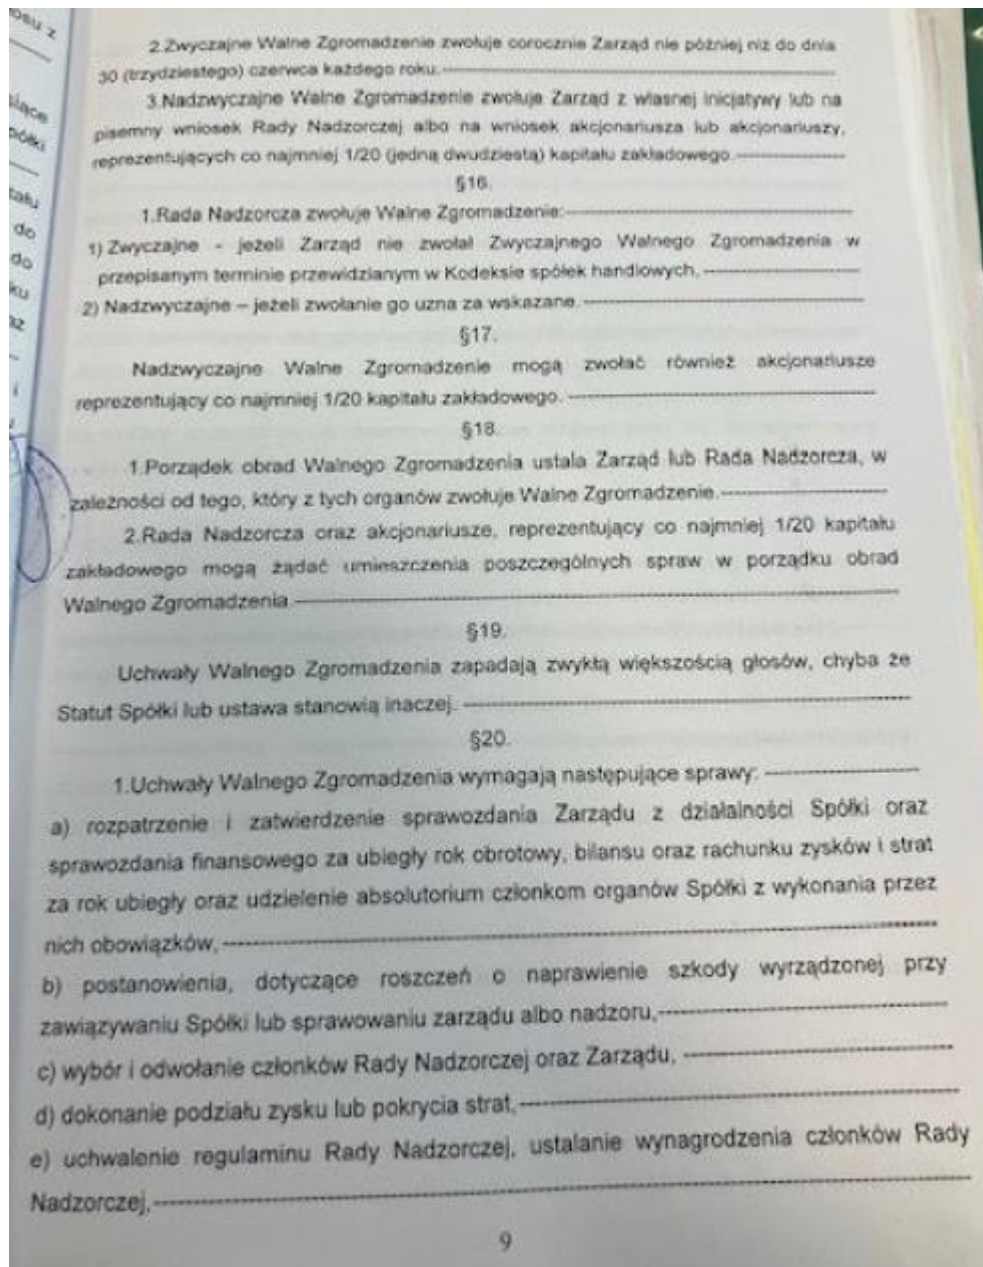 osu z
2.Zwyczajne Walne Zgromadzenie zwołuje corocznie Zarząd nie później niż do dnia
30 (trzydziestego) czerwca każdego roku.
3.Nadzwyczajne Walne Zgromadzenie zwołuje Zarząd z własnej inicjatywy lub na
pisemny wniosek Rady Nadzorczej albo na wniosek akcjonariusza lub akcjonariuszy,
reprezentujących co najmniej 1/20 (jedną dwudziestą) kapitału zakładowego.
§16.
1.Rada Nadzorcza zwołuje Walne Zgromadzenie:
1) Zwyczajne - jeżeli Zarząd nie zwołał Zwyczajnego Walnego Zgromadzenia w
przepisanym terminie przewidzianym w Kodeksie spółek handlowych,
2) Nadzwyczajne – jeżeli zwołanie go uzna za wskazane.
§17.
Nadzwyczajne Walne Zgromadzenie mogą zwołać również akcjonariusze
reprezentujący co najmniej 1/20 kapitału zakładowego.
§18.
1.Porządek obrad Walnego Zgromadzenia ustala Zarząd lub Rada Nadzorcza, w
zależności od tego, który z tych organów zwołuje Walne Zgromadzenie.
2.Rada Nadzorcza oraz akcjonariusze, reprezentujący co najmniej 1/20 kapitału
zakładowego mogą żądać umieszczenia poszczególnych spraw w porządku obrad
Walnego Zgromadzenia.
§19.
Uchwały Walnego Zgromadzenia zapadają zwykłą większością głosów, chyba że
Statut Spółki lub ustawa stanowią inaczej.
§20.
1.Uchwały Walnego Zgromadzenia wymagają następujące sprawy:
a) rozpatrzenie i zatwierdzenie sprawozdania Zarządu z działalności Spółki oraz
sprawozdania finansowego za ubiegły rok obrotowy, bilansu oraz rachunku zysków i strat
za rok ubiegły oraz udzielenie absolutorium członkom organów Spółki z wykonania przez
nich obowiązków,
b) postanowienia, dotyczące roszczeń o naprawienie szkody wyrządzonej przy
zawiązywaniu Spółki lub sprawowaniu zarządu albo nadzoru,
c) wybór i odwołanie członków Rady Nadzorczej oraz Zarządu,
d) dokonanie podziału zysku lub pokrycia strat,
e) uchwalenie regulaminu Rady Nadzorczej, ustalanie wynagrodzenia członków Rady
Nadzorczej,
9